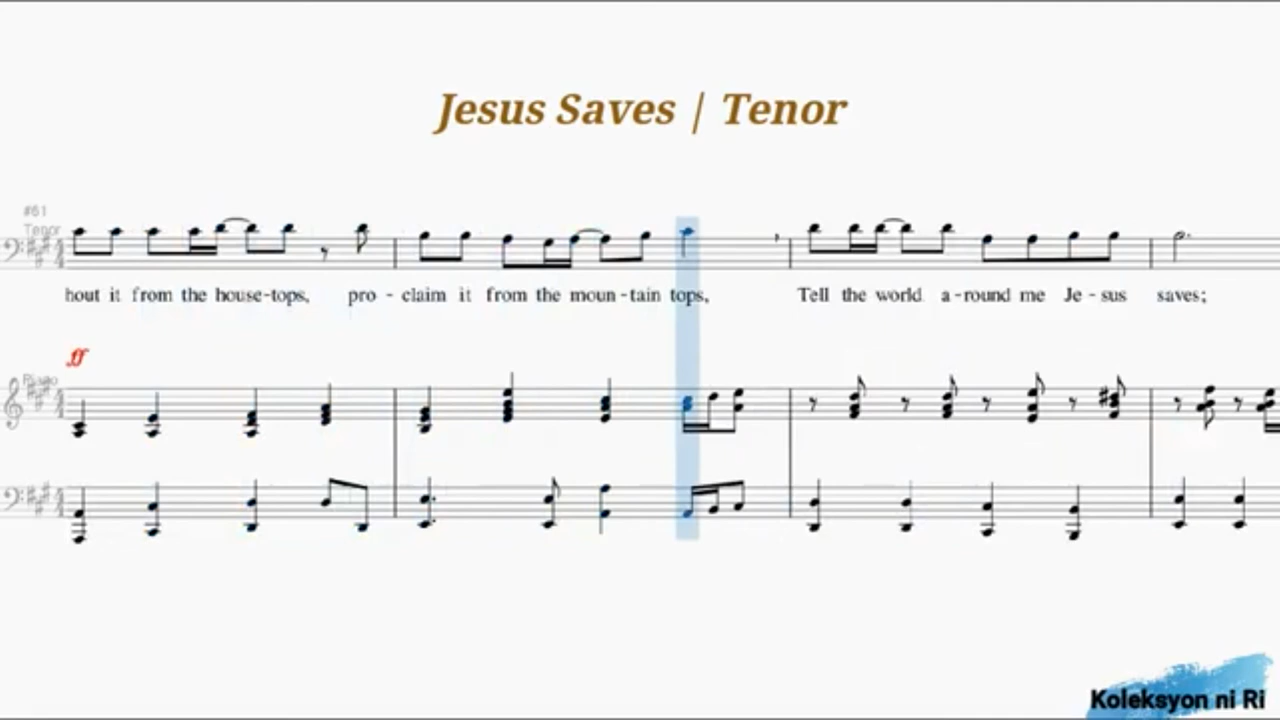 Jesus Saves | Tenor
#61
Tenor
hout it from the house-tops, pro - claim it from the moun - tain tops, Tell the world a - round me Je - sus saves;
ff
Piano
Koleksyon ni Ri